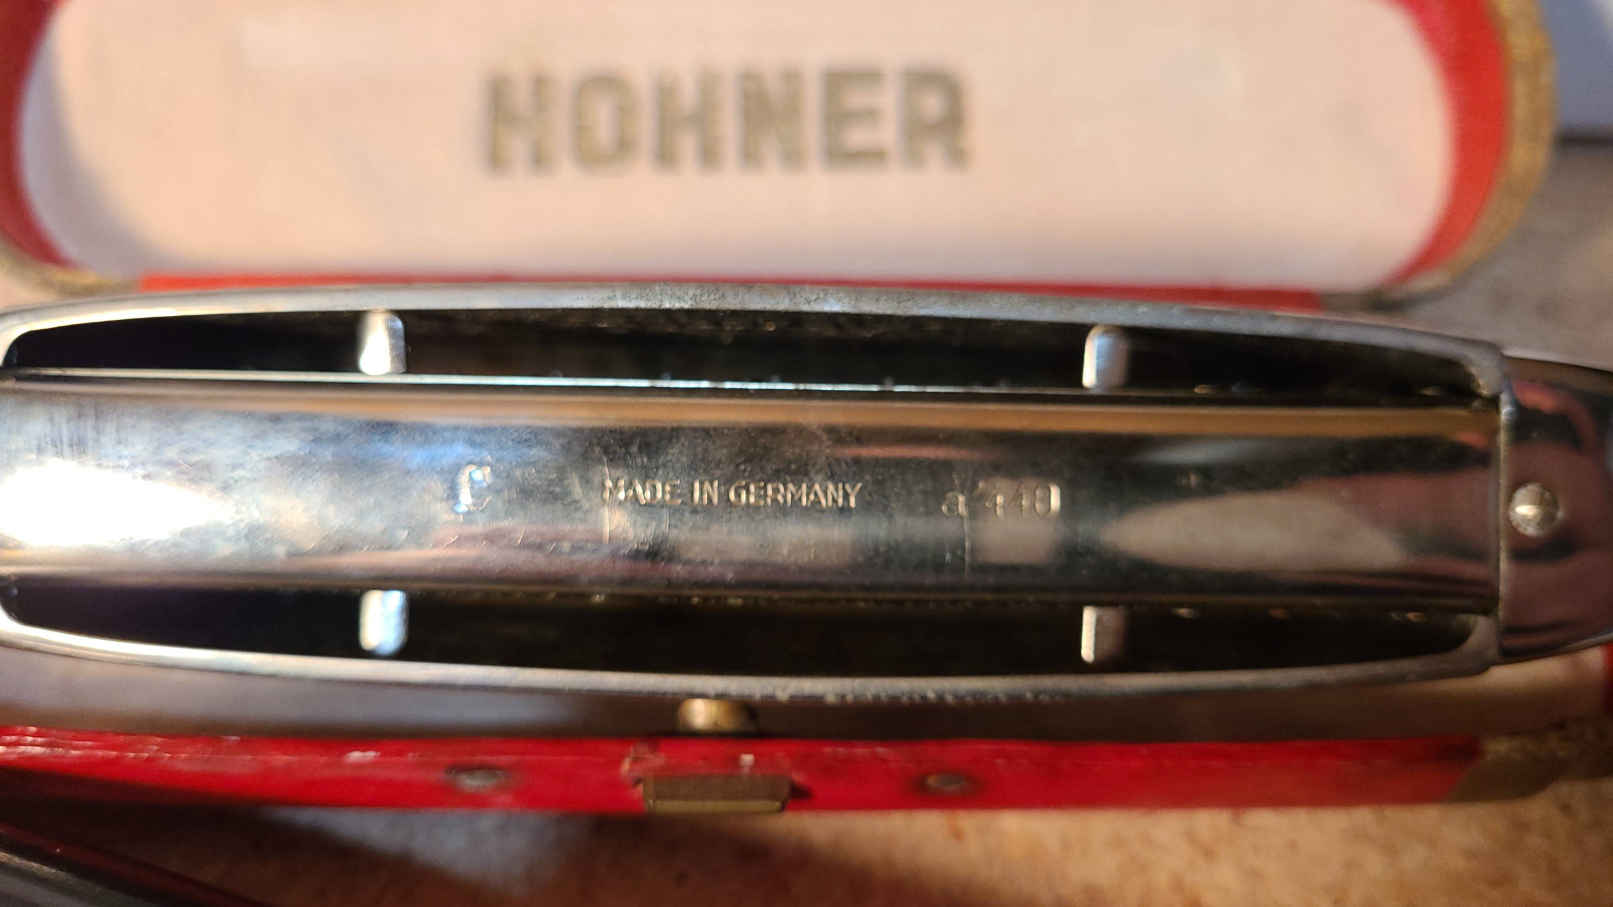 HOHNER
C MADE IN GERMANY a'440